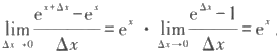 lim_{Δx→0} (e^{x+Δx} − e^x)/Δx = e^x · lim_{Δx→0} (e^{Δx} − 1)/Δx = e^x.